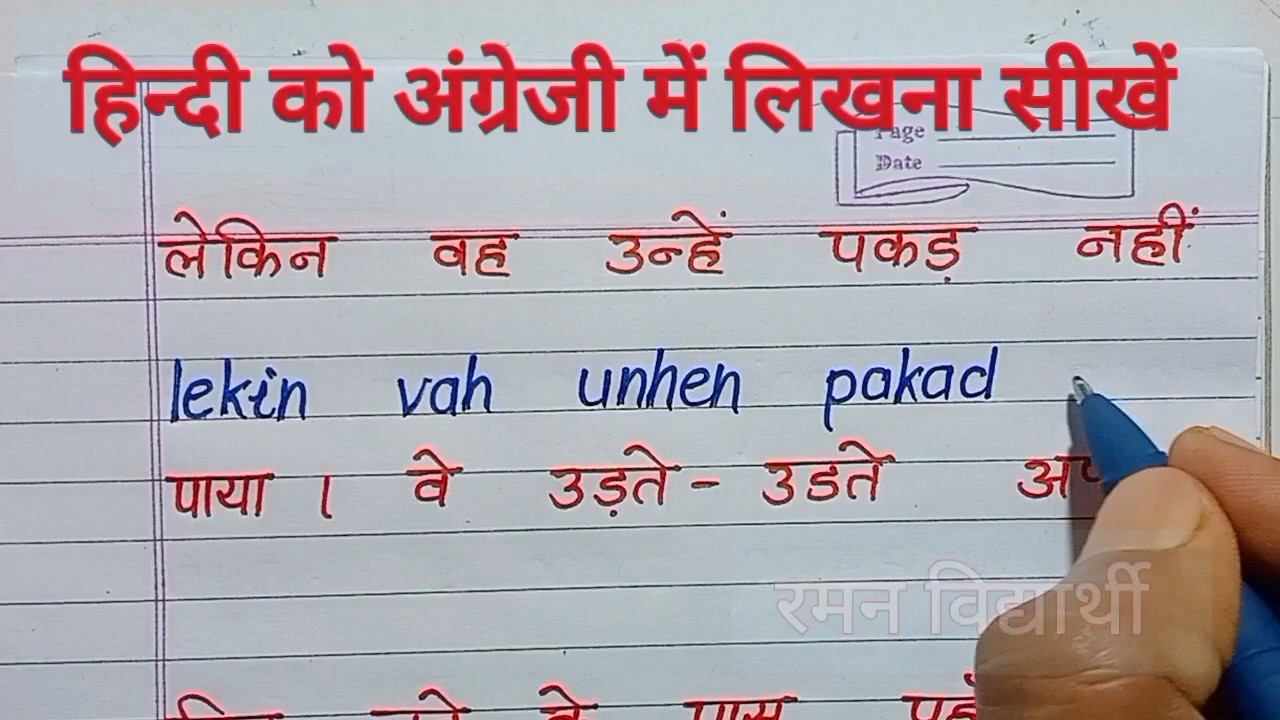 हिन्दी को अंग्रेजी में लिखना सीखें
Page
Date
लेकिन वह उन्हें पकड़ नहीं
lekin vah unhen pakad
पाया । वे उड़ते - उडते
रमन विद्यार्थी
पास